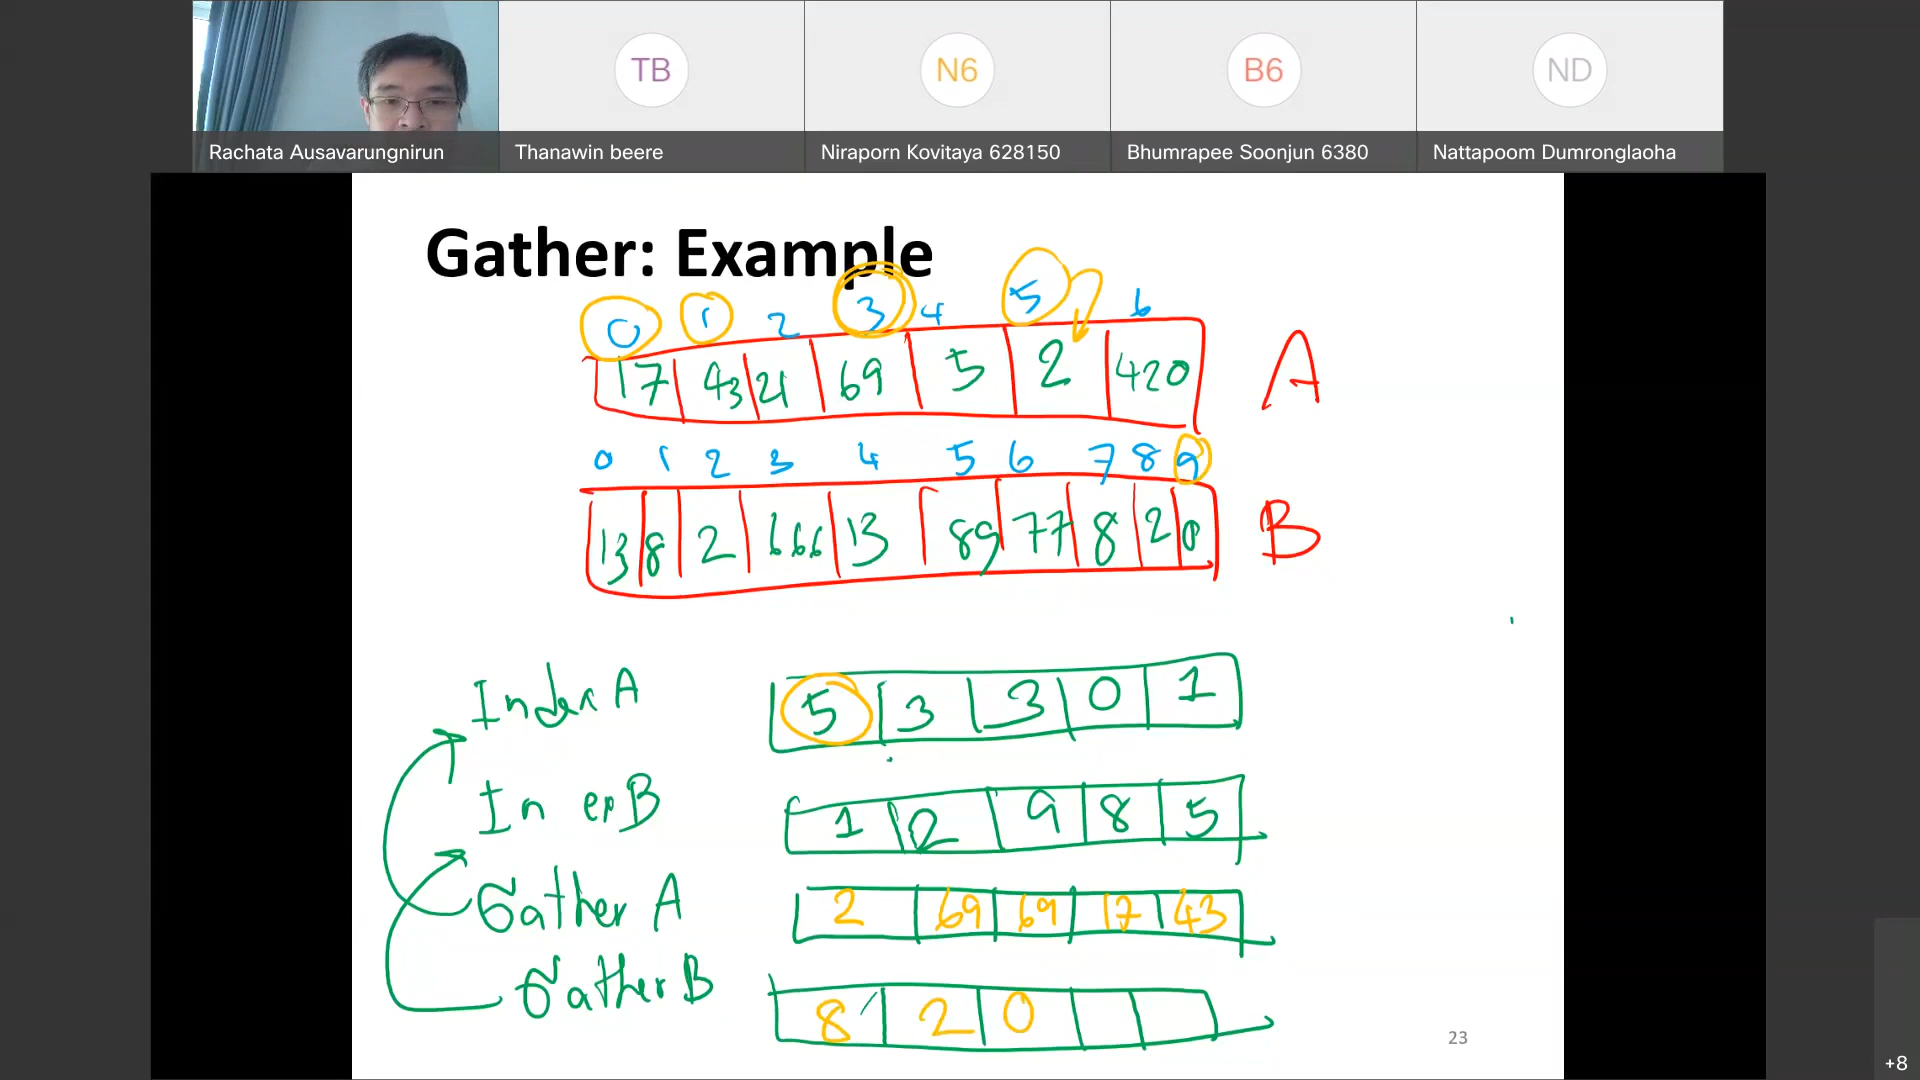 TB N6 B6 ND
Rachata Ausavarungnirun Thanawin beere Niraporn Kovitaya 628150 Bhumrapee Soonjun 6380 Nattapoom Dumronglaoha
Gather: Example
0 1 2 3 4 5 6
17 43 21 69 5 2 420 A
0 1 2 3 4 5 6 7 8 9
13 8 2 666 13 89 77 8 2 0 B
Index A 5 3 3 0 1
In ex B 1 2 9 8 5
Gather A 2 69 69 17 43
Gather B 8 2 0
23
+8